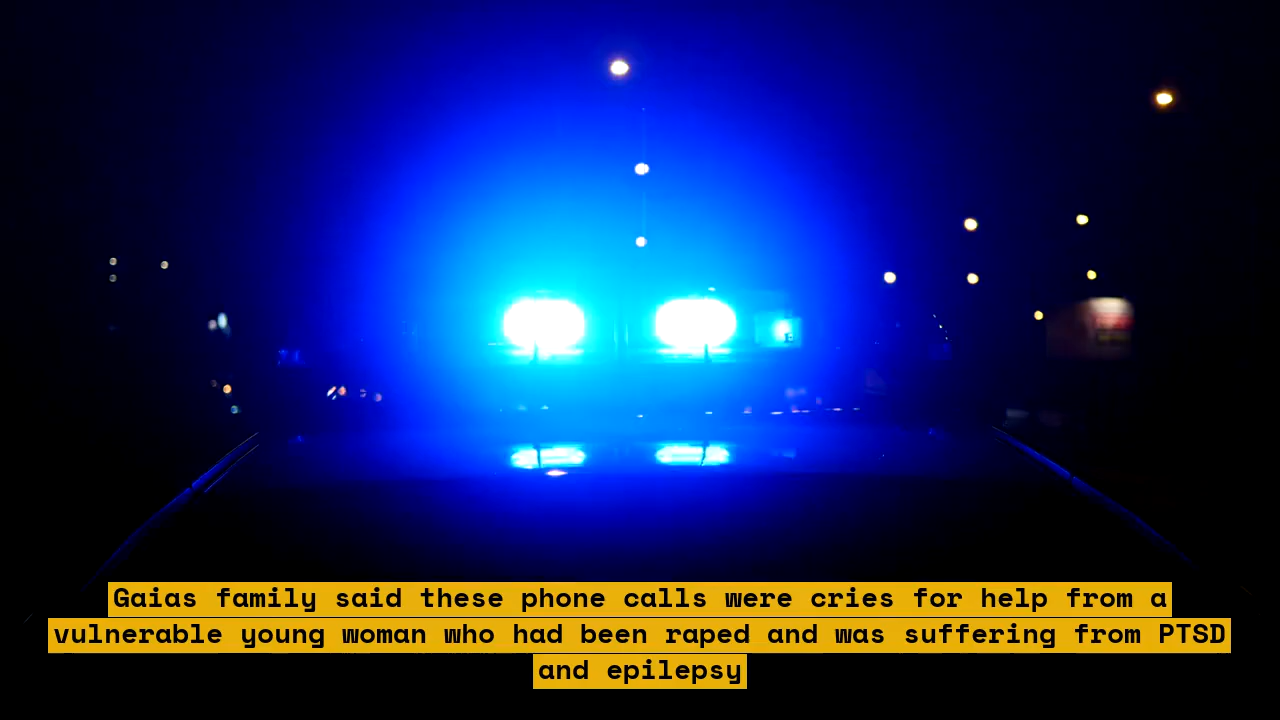 Gaias family said these phone calls were cries for help from a
vulnerable young woman who had been raped and was suffering from PTSD
and epilepsy